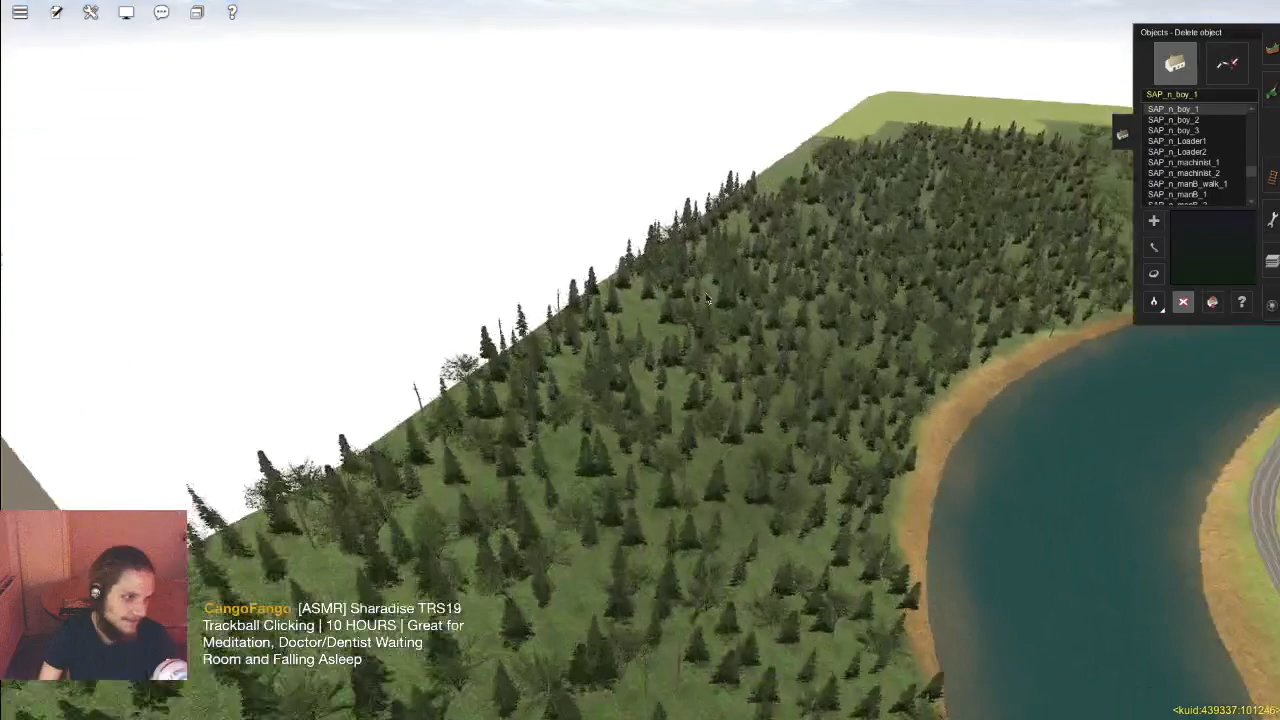 Objects - Delete object
SAP_n_boy_1
SAP_n_boy_1
SAP_n_boy_2
SAP_n_boy_3
SAP_n_Loader1
SAP_n_Loader2
SAP_n_machinist_1
SAP_n_machinist_2
SAP_n_manB_walk_1
SAP_n_manB_1
CangoFango [ASMR] Sharadise TRS19
Trackball Clicking | 10 HOURS | Great for
Meditation, Doctor/Dentist Waiting
Room and Falling Asleep
<kuid:439337:101246>